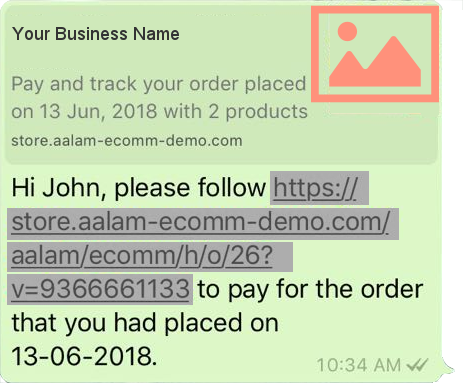 Your Business Name
Pay and track your order placed
on 13 Jun, 2018 with 2 products
store.aalam-ecomm-demo.com
Hi John, please follow https://
store.aalam-ecomm-demo.com/
aalam/ecomm/h/o/26?
v=9366661133 to pay for the order
that you had placed on
13-06-2018.
10:34 AM